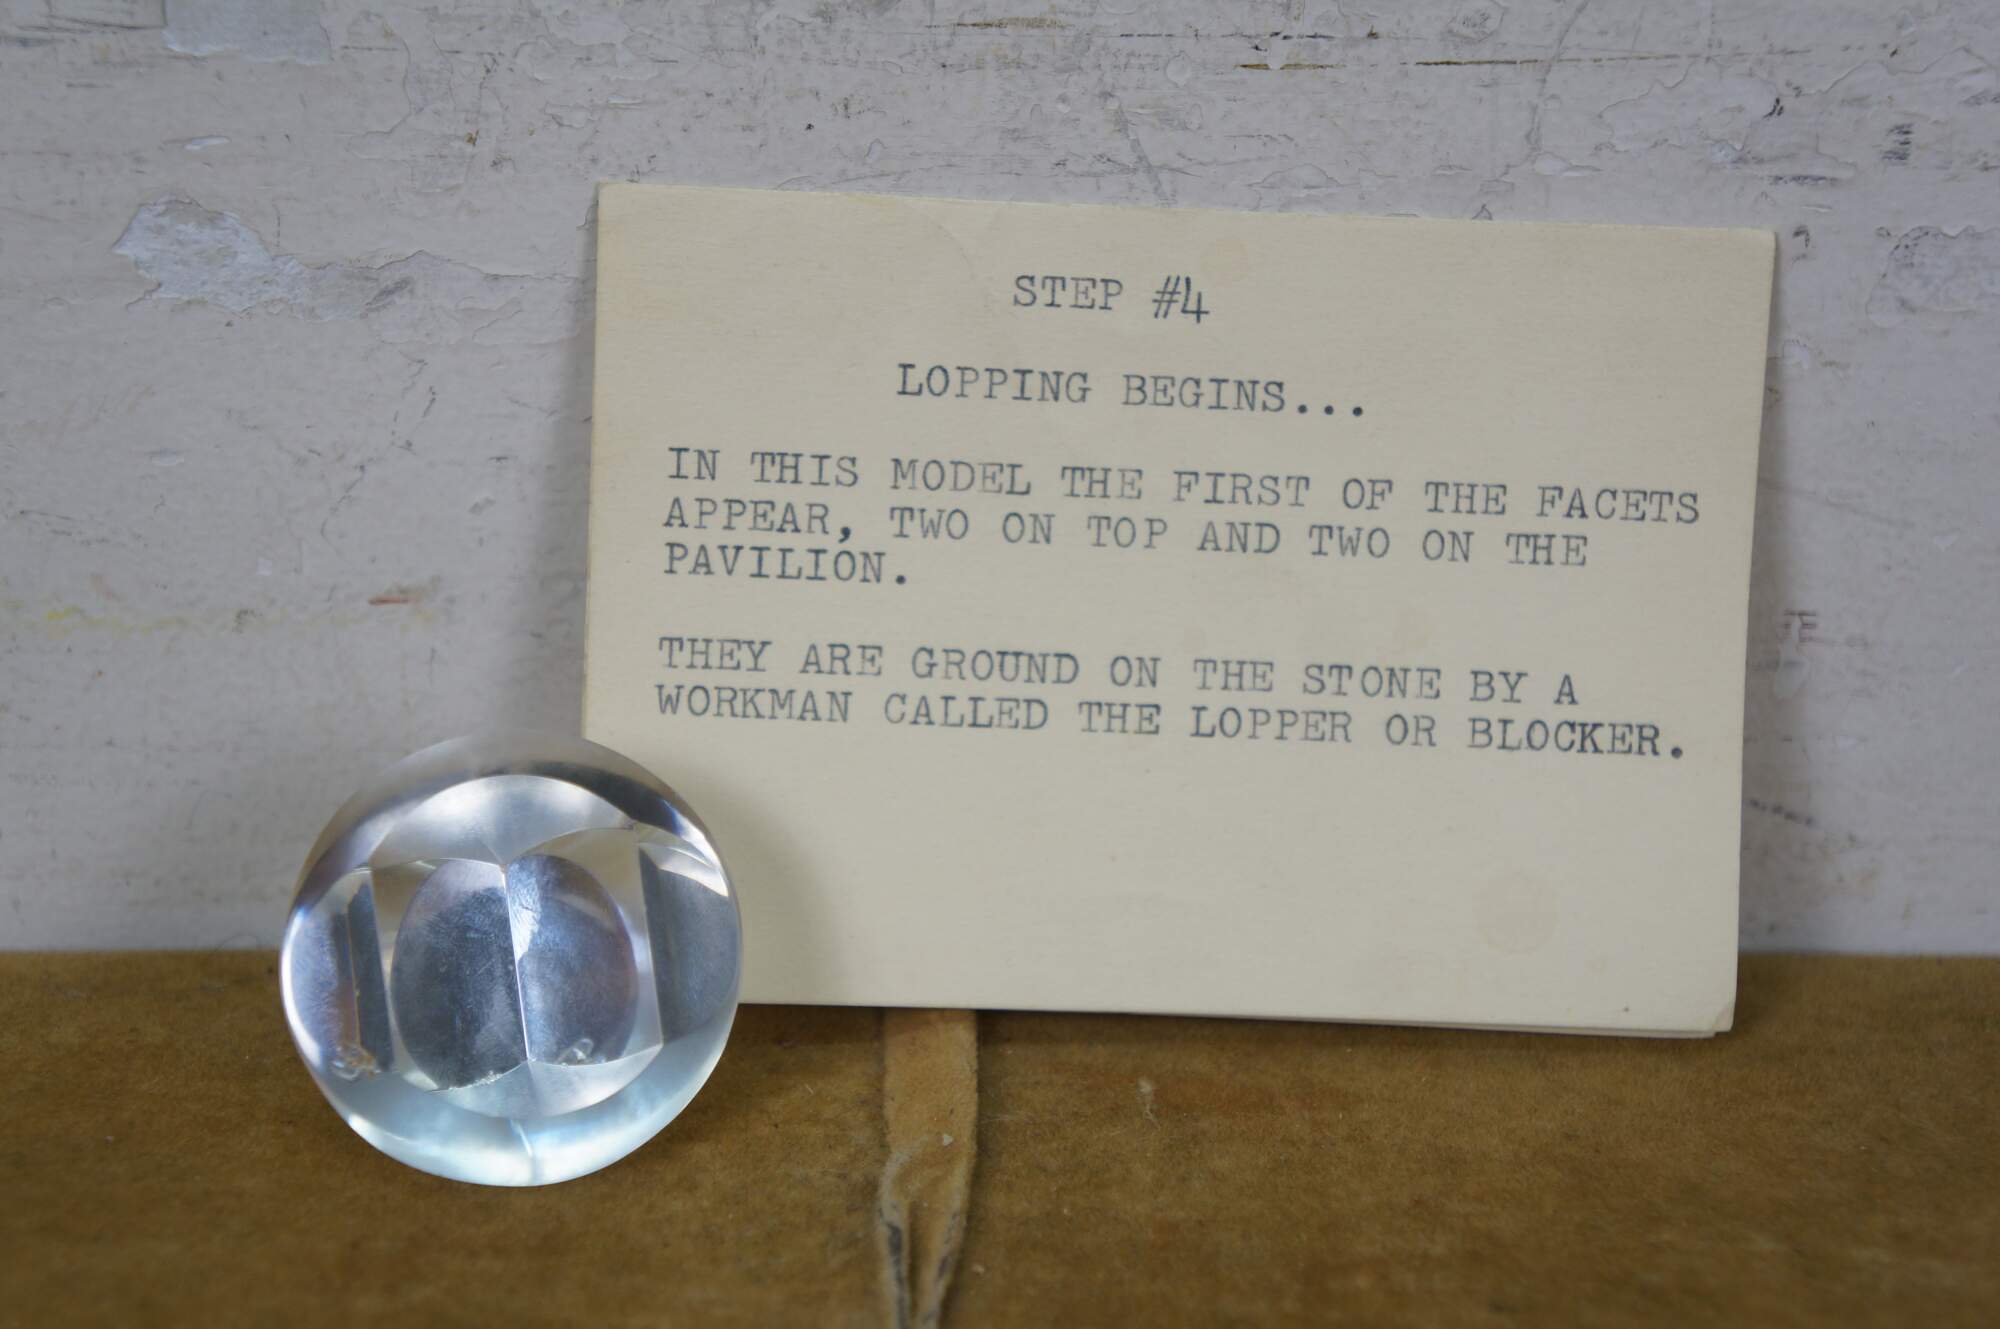 STEP #4
LOPPING BEGINS...
IN THIS MODEL THE FIRST OF THE FACETS
APPEAR, TWO ON TOP AND TWO ON THE
PAVILION.
THEY ARE GROUND ON THE STONE BY A
WORKMAN CALLED THE LOPPER OR BLOCKER.